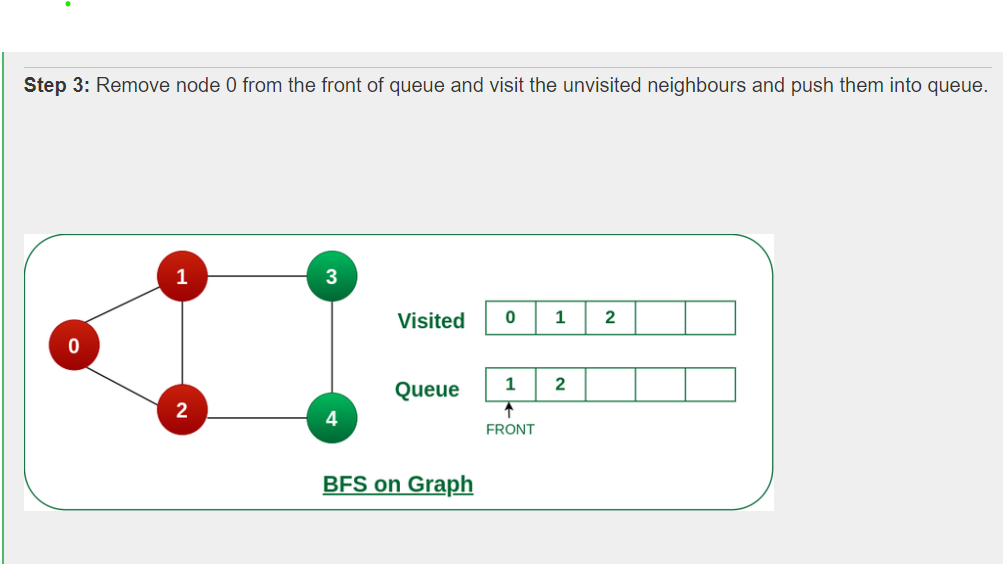 Step 3: Remove node 0 from the front of queue and visit the unvisited neighbours and push them into queue.
1
3
0
2
4
Visited 0 1 2
Queue 1 2
FRONT
BFS on Graph